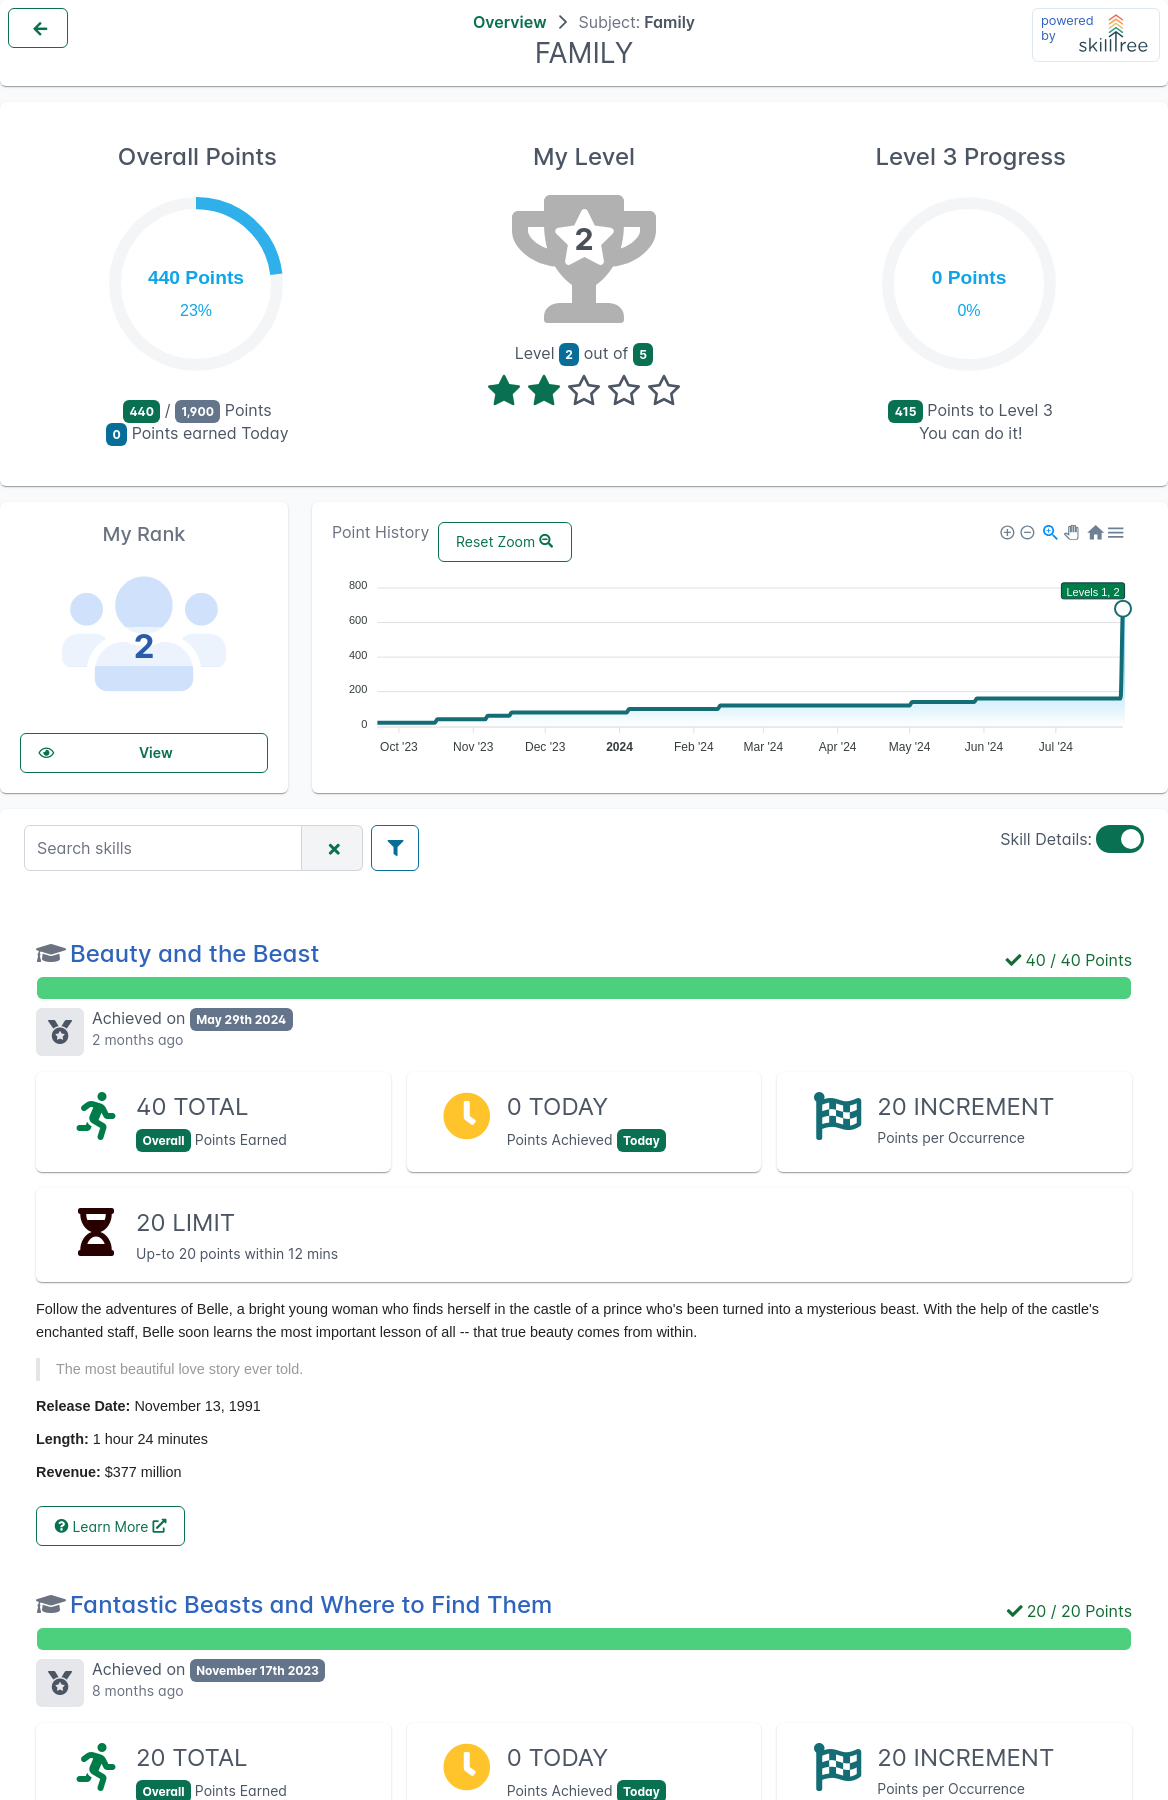 Overview > Subject: Family
FAMILY
powered by skilltree
Overall Points
440 Points
23%
440 / 1,900 Points
0 Points earned Today
My Level
2
Level 2 out of 5
Level 3 Progress
0 Points
0%
415 Points to Level 3
You can do it!
My Rank
2
View
Point History
Reset Zoom
800
600
400
200
0
Levels 1, 2
Oct '23
Nov '23
Dec '23
2024
Feb '24
Mar '24
Apr '24
May '24
Jun '24
Jul '24
Search skills
Skill Details:
Beauty and the Beast
40 / 40 Points
Achieved on May 29th 2024
2 months ago
40 TOTAL
Overall Points Earned
0 TODAY
Points Achieved Today
20 INCREMENT
Points per Occurrence
20 LIMIT
Up-to 20 points within 12 mins
Follow the adventures of Belle, a bright young woman who finds herself in the castle of a prince who's been turned into a mysterious beast. With the help of the castle's
enchanted staff, Belle soon learns the most important lesson of all -- that true beauty comes from within.
The most beautiful love story ever told.
Release Date: November 13, 1991
Length: 1 hour 24 minutes
Revenue: $377 million
Learn More
Fantastic Beasts and Where to Find Them
20 / 20 Points
Achieved on November 17th 2023
8 months ago
20 TOTAL
Overall Points Earned
0 TODAY
Points Achieved Today
20 INCREMENT
Points per Occurrence